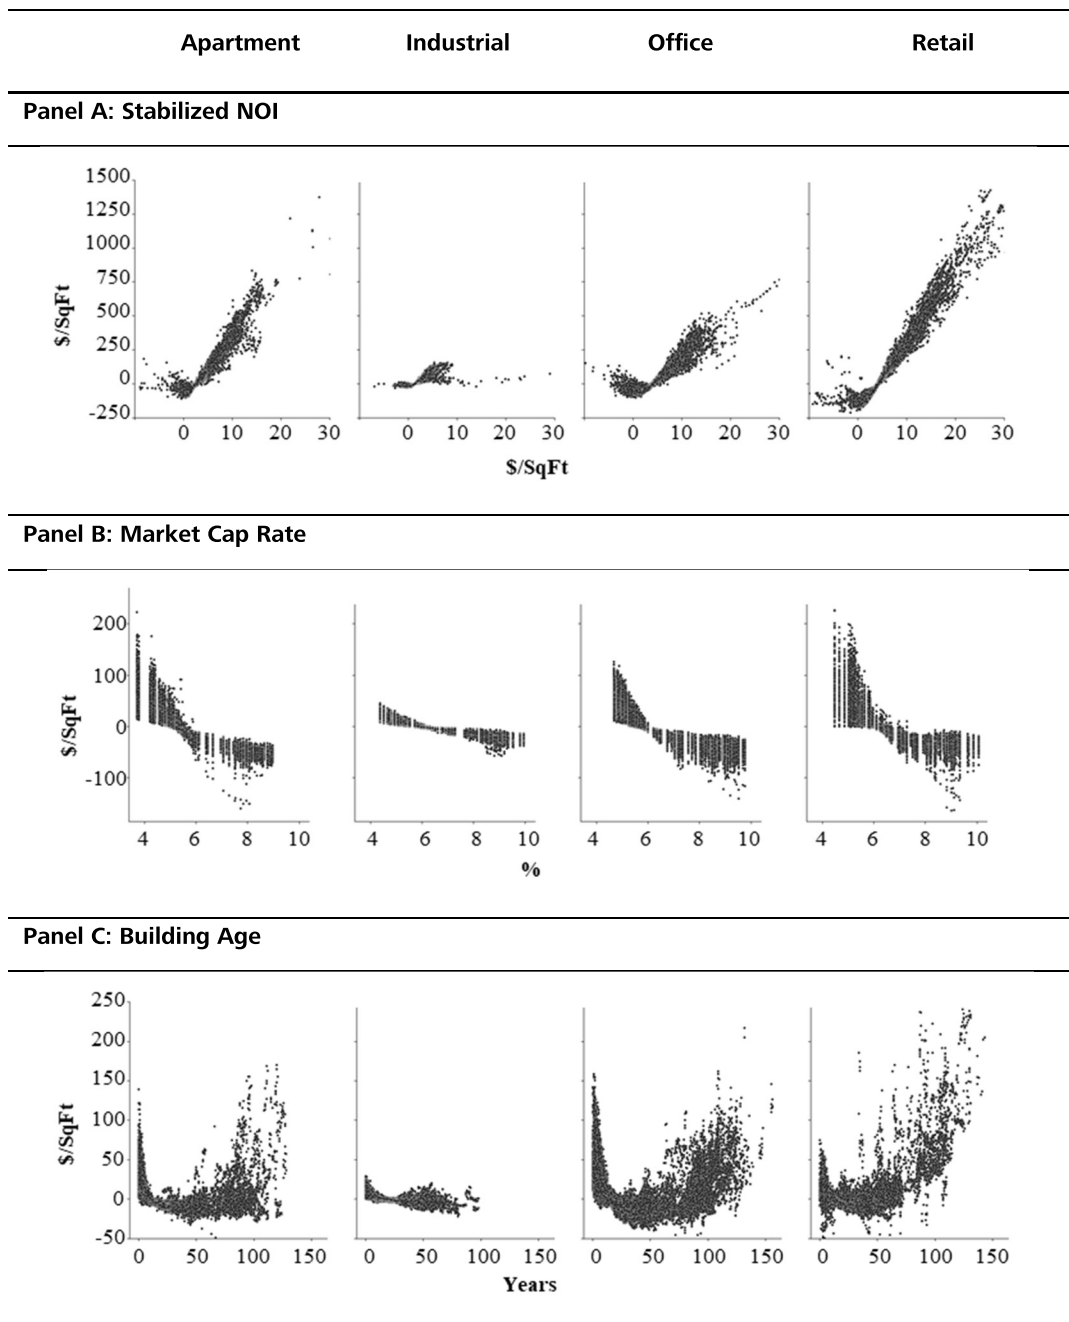 Apartment Industrial Office Retail
Panel A: Stabilized NOI
1500
1250
1000
750
500
250
0
-250
$/SqFt
0 10 20 30 0 10 20 30 0 10 20 30 0 10 20 30
$/SqFt
Panel B: Market Cap Rate
200
100
0
-100
$/SqFt
4 6 8 10 4 6 8 10 4 6 8 10 4 6 8 10
%
Panel C: Building Age
250
200
150
100
50
0
-50
$/SqFt
0 50 100 150 0 50 100 150 0 50 100 150 0 50 100 150
Years